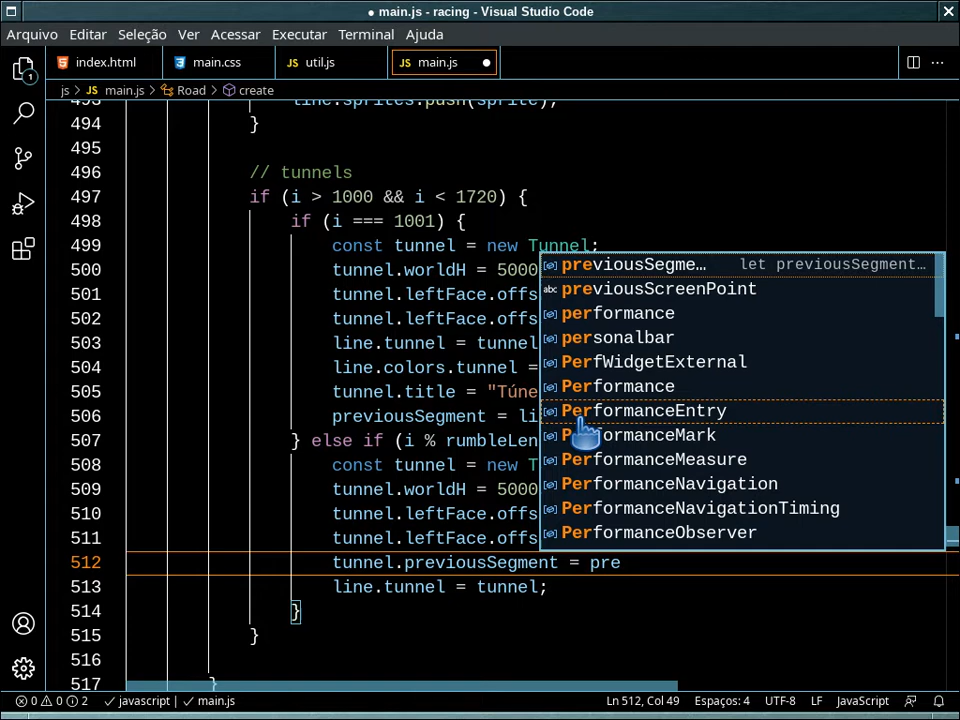 ● main.js - racing - Visual Studio Code
Arquivo Editar Seleção Ver Acessar Executar Terminal Ajuda
1
index.html main.css JS util.js JS main.js ●
js > JS main.js > Road > create
493 line.sprites.push(sprite);
494 }
495
496 // tunnels
497 if (i > 1000 && i < 1720) {
498 if (i === 1001) {
499 const tunnel = new Tunnel;
500 tunnel.worldH = 5000
501 tunnel.leftFace.offs
502 tunnel.leftFace.offs
503 line.tunnel = tunnel
504 line.colors.tunnel =
505 tunnel.title = "Túne
506 previousSegment = li
507 } else if (i % rumbleLen
508 const tunnel = new T
509 tunnel.worldH = 5000
510 tunnel.leftFace.offs
511 tunnel.leftFace.offs
512 tunnel.previousSegment = pre
513 line.tunnel = tunnel;
514 }
515 }
516
517 }
previousSegme… let previousSegment…
abc previousScreenPoint
performance
personalbar
PerfWidgetExternal
Performance
PerformanceEntry
PerformanceMark
PerformanceMeasure
PerformanceNavigation
PerformanceNavigationTiming
PerformanceObserver
0 0 2 ✓ javascript | ✓ main.js Ln 512, Col 49 Espaços: 4 UTF-8 LF JavaScript